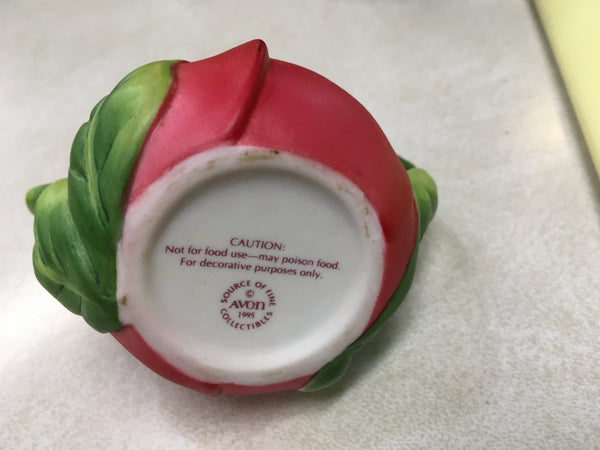 CAUTION:
Not for food use—may poison food.
For decorative purposes only.
SOURCE OF FINE
©
AVON
1995
COLLECTIBLES